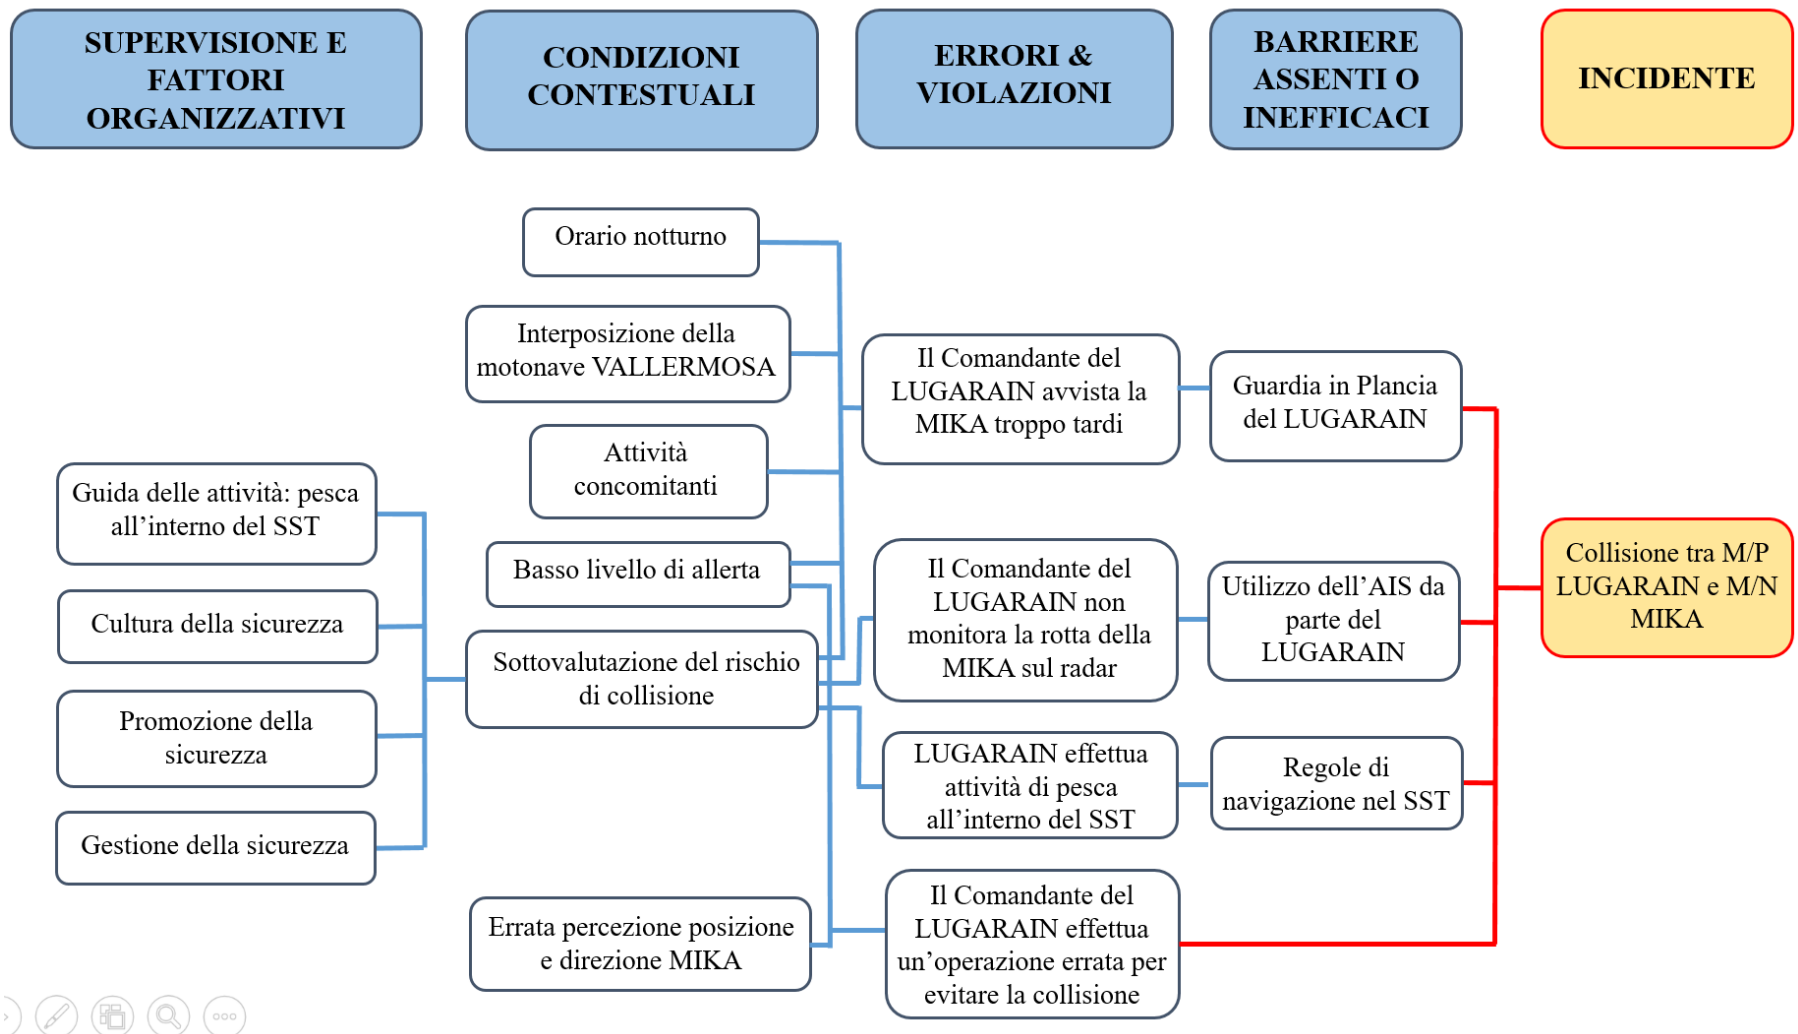 SUPERVISIONE E
FATTORI
ORGANIZZATIVI
CONDIZIONI
CONTESTUALI
ERRORI &
VIOLAZIONI
BARRIERE
ASSENTI O
INEFFICACI
INCIDENTE
Guida delle attività: pesca
all’interno del SST
Cultura della sicurezza
Promozione della
sicurezza
Gestione della sicurezza
Orario notturno
Interposizione della
motonave VALLERMOSA
Attività
concomitanti
Basso livello di allerta
Sottovalutazione del rischio
di collisione
Errata percezione posizione
e direzione MIKA
Il Comandante del
LUGARAIN avvista la
MIKA troppo tardi
Il Comandante del
LUGARAIN non
monitora la rotta della
MIKA sul radar
LUGARAIN effettua
attività di pesca
all’interno del SST
Il Comandante del
LUGARAIN effettua
un’operazione errata per
evitare la collisione
Guardia in Plancia
del LUGARAIN
Utilizzo dell’AIS da
parte del
LUGARAIN
Regole di
navigazione nel SST
Collisione tra M/P
LUGARAIN e M/N
MIKA